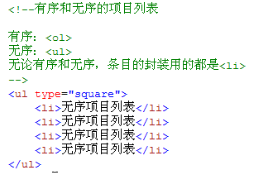 <!--有序和无序的项目列表
有序：<ol>
无序：<ul>
无论有序和无序，条目的封装用的都是<li>
-->
<ul type="square">
<li>无序项目列表</li>
<li>无序项目列表</li>
<li>无序项目列表</li>
<li>无序项目列表</li>
</ul>